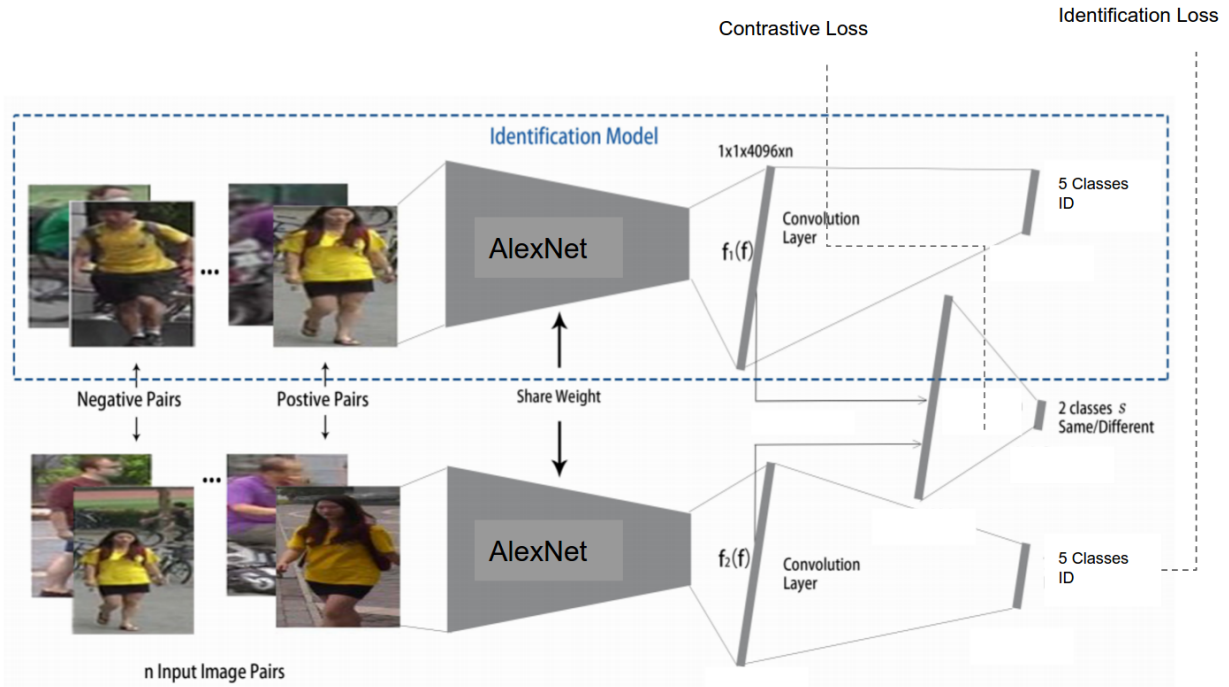 Identification Loss
Contrastive Loss
Identification Model
1x1x4096xn
5 Classes
ID
Convolution
Layer
AlexNet
f₁(f)
...
Negative Pairs
Postive Pairs
Share Weight
2 classes s
Same/Different
...
AlexNet
f₂(f)
Convolution
Layer
5 Classes
ID
n Input Image Pairs